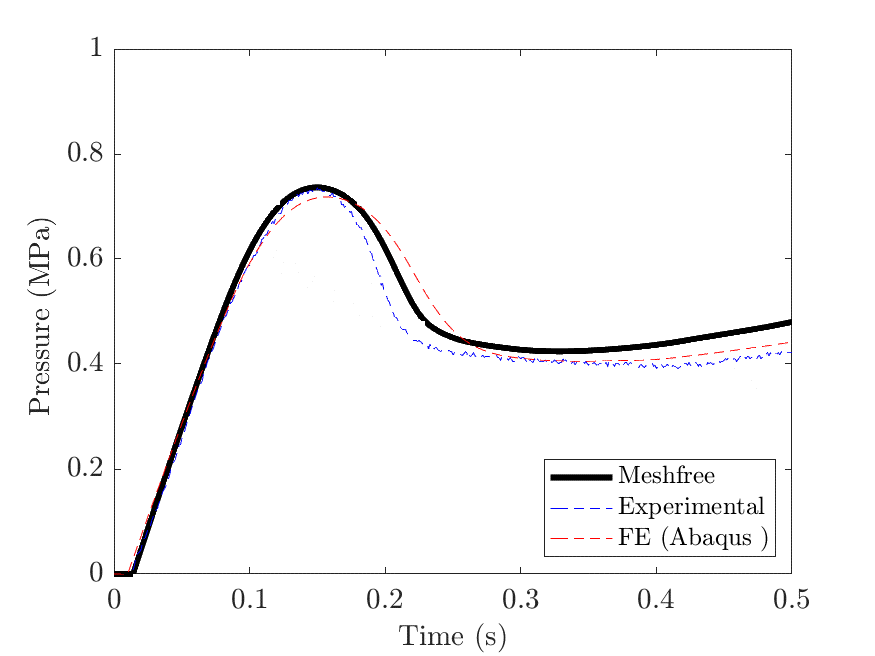 1
0.8
0.6
0.4
0.2
0
Pressure (MPa)
0 0.1 0.2 0.3 0.4 0.5
Time (s)
Meshfree
Experimental
FE (Abaqus )